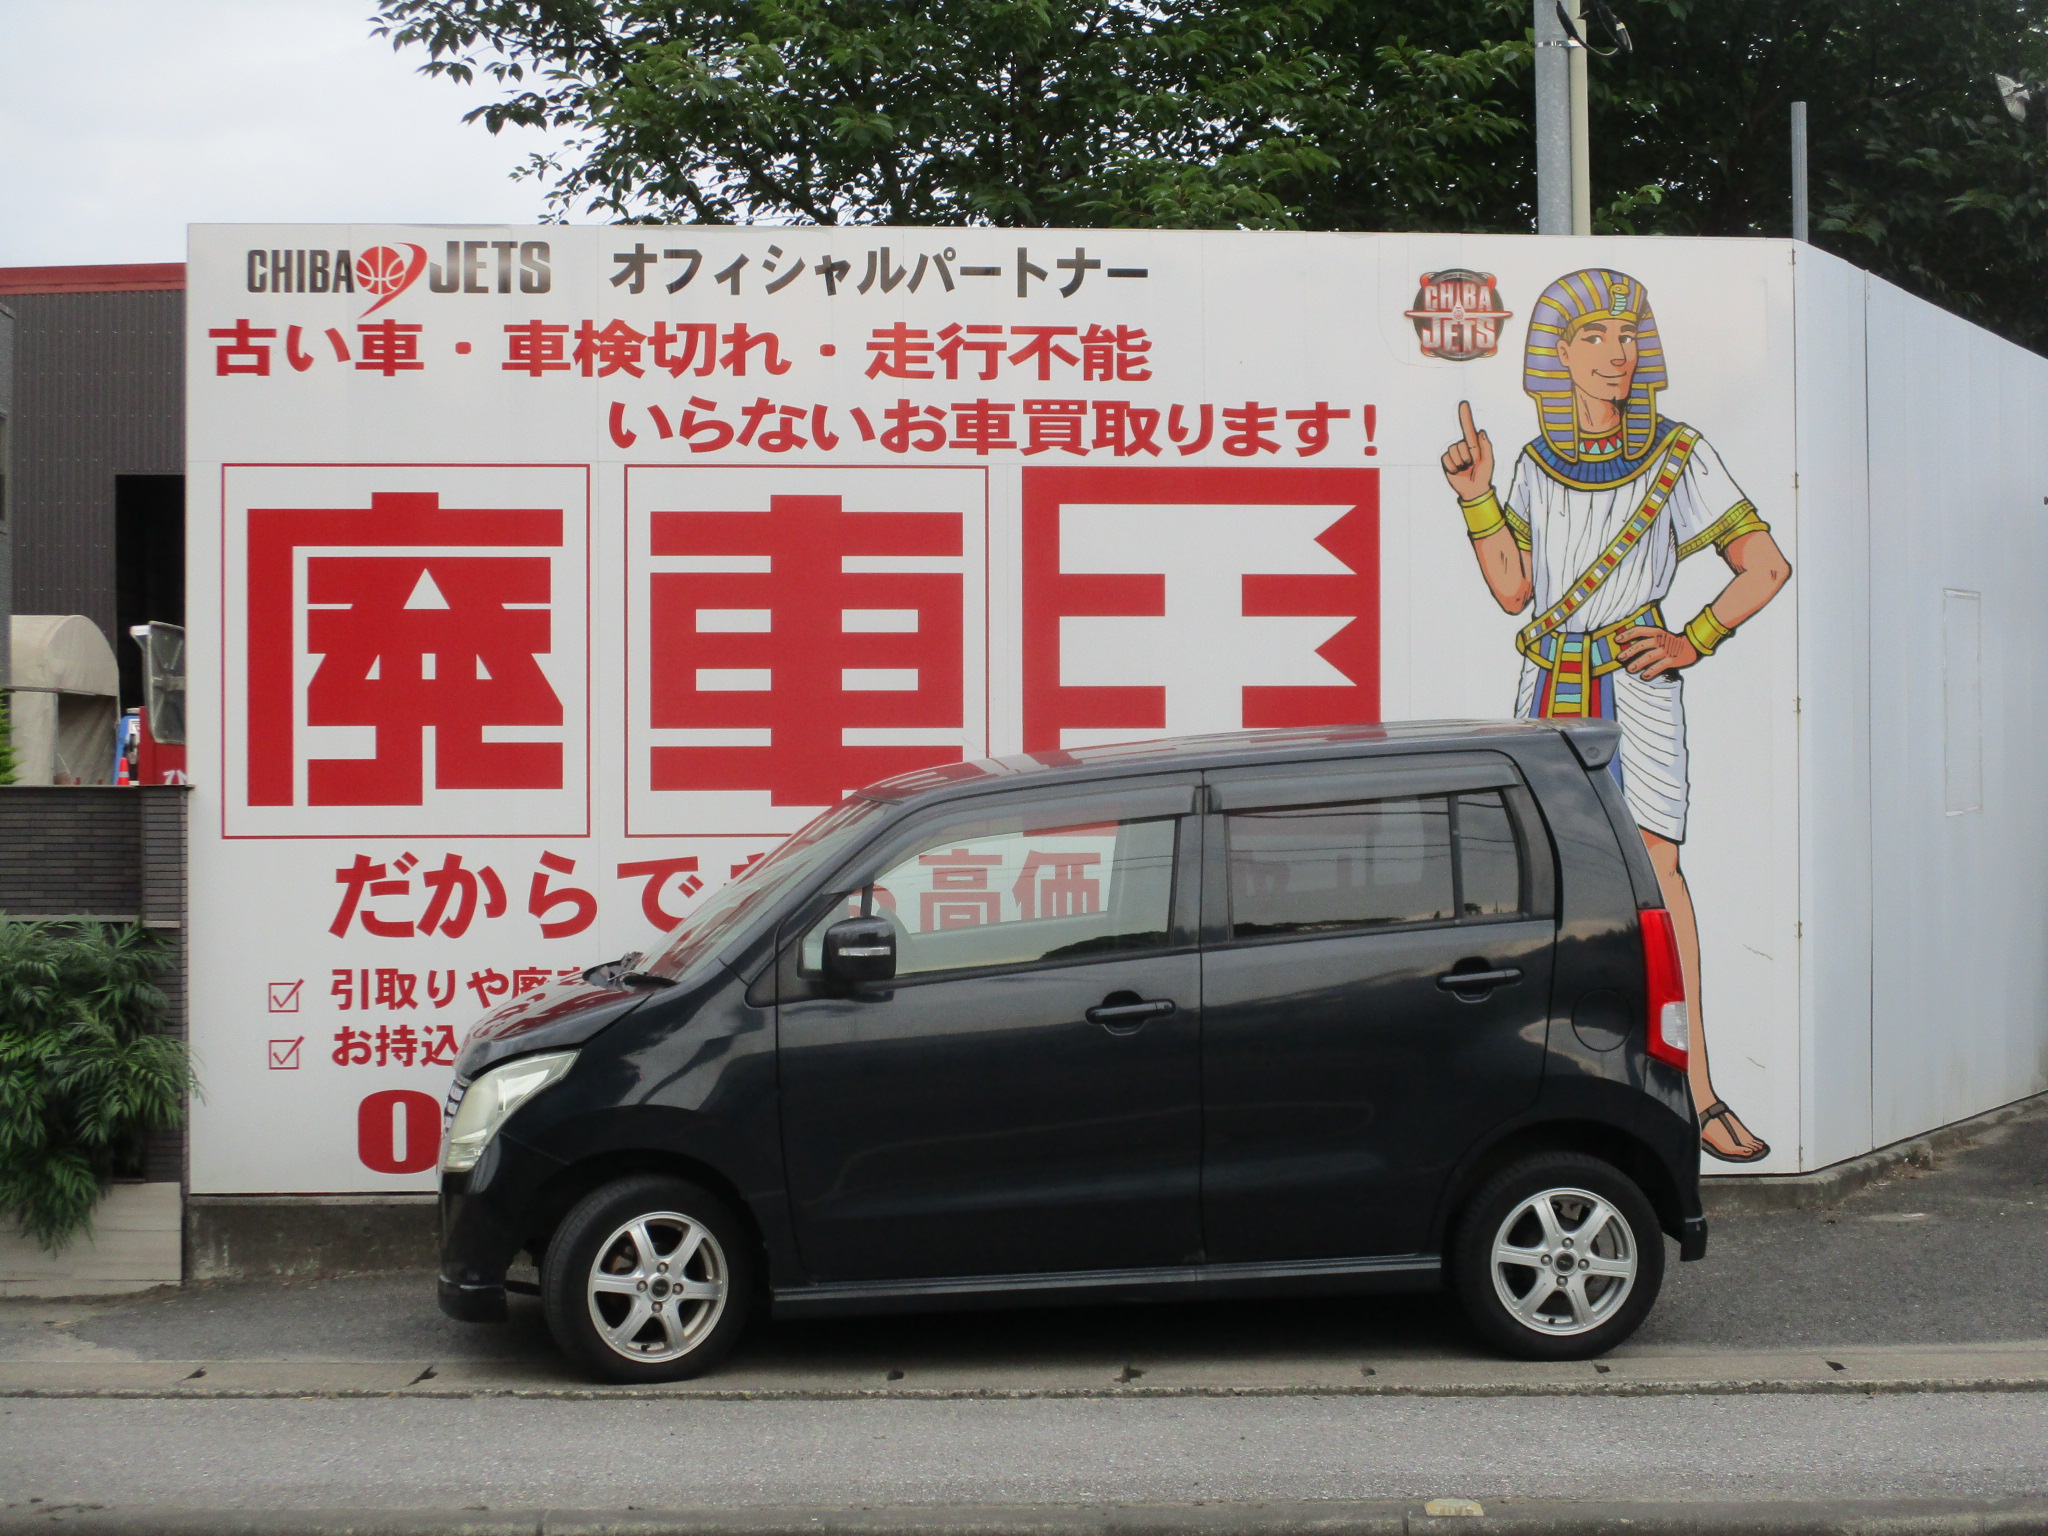 CHIBA JETS オフィシャルパートナー
古い車・車検切れ・走行不能
いらないお車買取ります!
CHIBA
JETS
廃車王
だからで 高価
引取りや廃
お持込
0